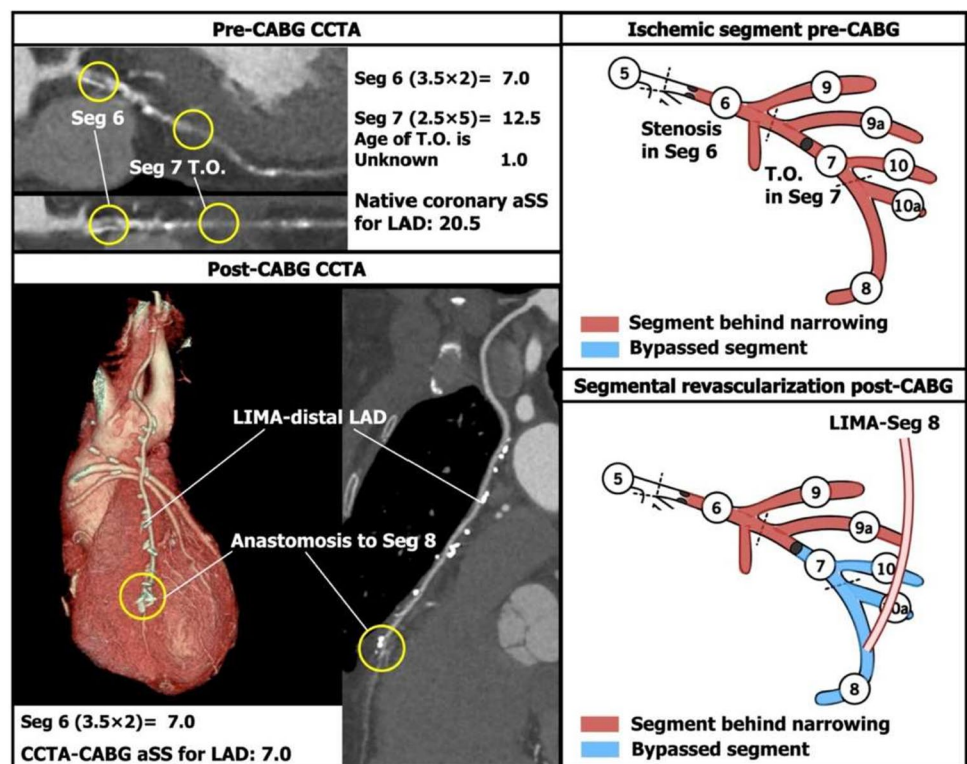 Pre-CABG CCTA
Seg 6
Seg 7 T.O.
Seg 6 (3.5×2)= 7.0
Seg 7 (2.5×5)= 12.5
Age of T.O. is
Unknown 1.0
Native coronary aSS
for LAD: 20.5
Post-CABG CCTA
LIMA-distal LAD
Anastomosis to Seg 8
Seg 6 (3.5×2)= 7.0
CCTA-CABG aSS for LAD: 7.0
Ischemic segment pre-CABG
5
6
9
9a
Stenosis
in Seg 6
7
10
T.O.
in Seg 7
10a
8
Segment behind narrowing
Bypassed segment
Segmental revascularization post-CABG
LIMA-Seg 8
5
6
9
9a
7
10
0a
8
Segment behind narrowing
Bypassed segment